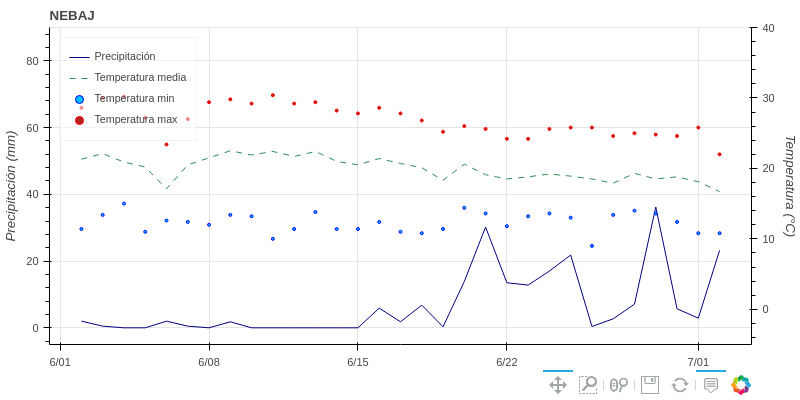 NEBAJ
Precipitación
Temperatura media
Temperatura min
Temperatura max
Precipitación (mm)
80
60
40
20
0
Temperatura (°C)
40
30
20
10
0
6/01
6/08
6/15
6/22
7/01